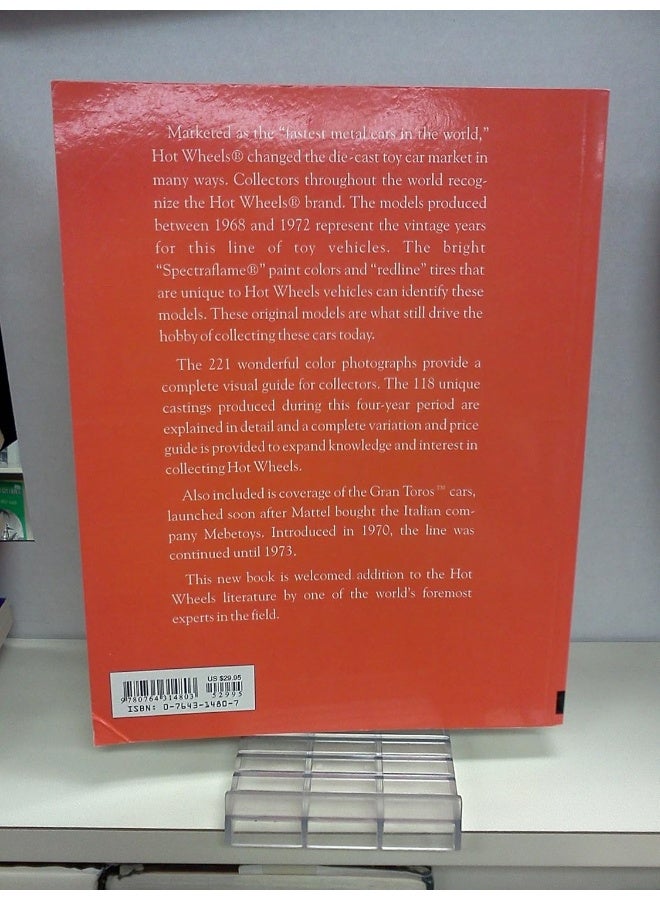 Marketed as the “fastest metal cars in the world,”
Hot Wheels® changed the die-cast toy car market in
many ways. Collectors throughout the world recog-
nize the Hot Wheels® brand. The models produced
between 1968 and 1972 represent the vintage years
for this line of toy vehicles. The bright
“Spectraflame®” paint colors and “redline” tires that
are unique to Hot Wheels vehicles can identify these
models. These original models are what still drive the
hobby of collecting these cars today.
The 221 wonderful color photographs provide a
complete visual guide for collectors. The 118 unique
castings produced during this four-year period are
explained in detail and a complete variation and price
guide is provided to expand knowledge and interest in
collecting Hot Wheels.
Also included is coverage of the Gran Toros™ cars,
launched soon after Mattel bought the Italian com-
pany Mebetoys. Introduced in 1970, the line was
continued until 1973.
This new book is welcomed addition to the Hot
Wheels literature by one of the world’s foremost
experts in the field.
US $29.95
9 780764 314803
52995
ISBN: 0-7643-1480-7